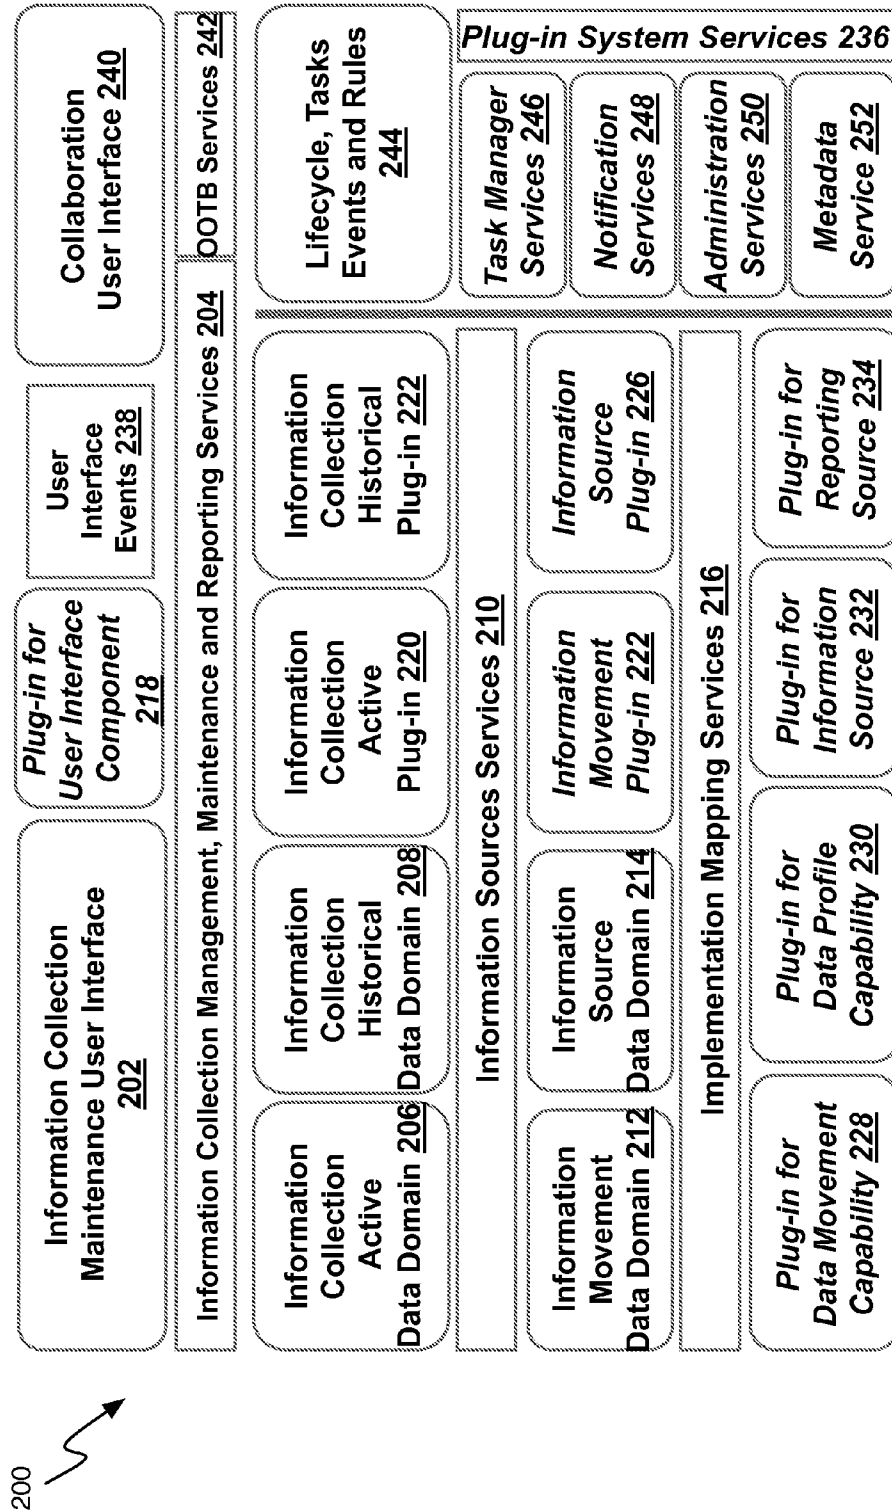 200
Information Collection
Maintenance User Interface
202
Plug-in for
User Interface
Component
218
User
Interface
Events 238
Collaboration
User Interface 240
Information Collection Management, Maintenance and Reporting Services 204
OOTB Services 242
Information
Collection
Active
Data Domain 206
Information
Collection
Historical
Data Domain 208
Information
Collection
Active
Plug-in 220
Information
Collection
Historical
Plug-in 222
Lifecycle, Tasks
Events and Rules
244
Information Sources Services 210
Plug-in System Services 236
Information
Movement
Data Domain 212
Information
Source
Data Domain 214
Information
Movement
Plug-in 222
Information
Source
Plug-in 226
Task Manager
Services 246
Notification
Services 248
Implementation Mapping Services 216
Administration
Services 250
Plug-in for
Data Movement
Capability 228
Plug-in for
Data Profile
Capability 230
Plug-in for
Information
Source 232
Plug-in for
Reporting
Source 234
Metadata
Service 252